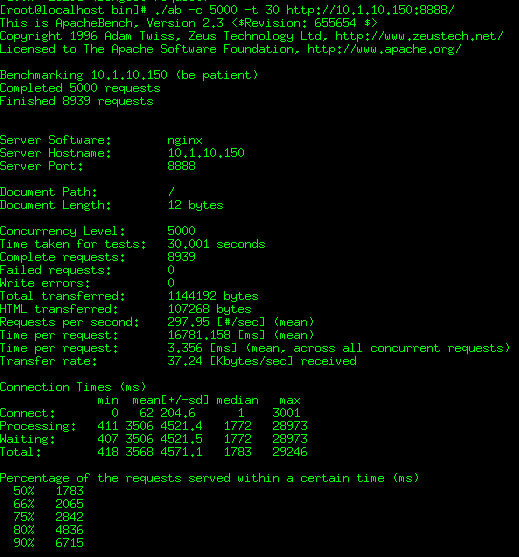 [root@localhost bin]# ./ab -c 5000 -t 30 http://10.1.10.150:8888/
This is ApacheBench, Version 2.3 <$Revision: 655654 $>
Copyright 1996 Adam Twiss, Zeus Technology Ltd, http://www.zeustech.net/
Licensed to The Apache Software Foundation, http://www.apache.org/
Benchmarking 10.1.10.150 (be patient)
Completed 5000 requests
Finished 8939 requests
Server Software: nginx
Server Hostname: 10.1.10.150
Server Port: 8888
Document Path: /
Document Length: 12 bytes
Concurrency Level: 5000
Time taken for tests: 30.001 seconds
Complete requests: 8939
Failed requests: 0
Write errors: 0
Total transferred: 1144192 bytes
HTML transferred: 107268 bytes
Requests per second: 297.95 [#/sec] (mean)
Time per request: 16781.158 [ms] (mean)
Time per request: 3.356 [ms] (mean, across all concurrent requests)
Transfer rate: 37.24 [Kbytes/sec] received
Connection Times (ms)
min mean[+/-sd] median max
Connect: 0 62 204.6 1 3001
Processing: 411 3506 4521.4 1772 28973
Waiting: 407 3506 4521.5 1772 28973
Total: 418 3568 4571.1 1783 29246
Percentage of the requests served within a certain time (ms)
50% 1783
66% 2065
75% 2842
80% 4836
90% 6715